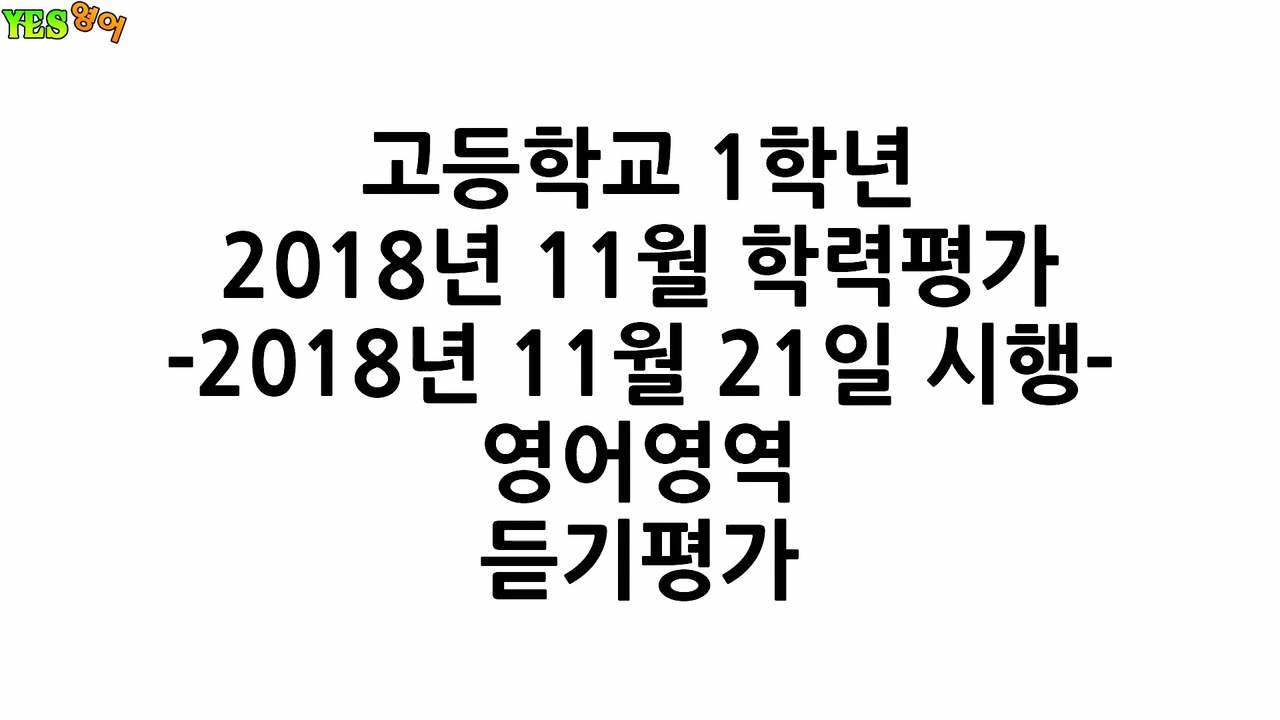 YES영어
고등학교 1학년
2018년 11월 학력평가
-2018년 11월 21일 시행-
영어영역
듣기평가